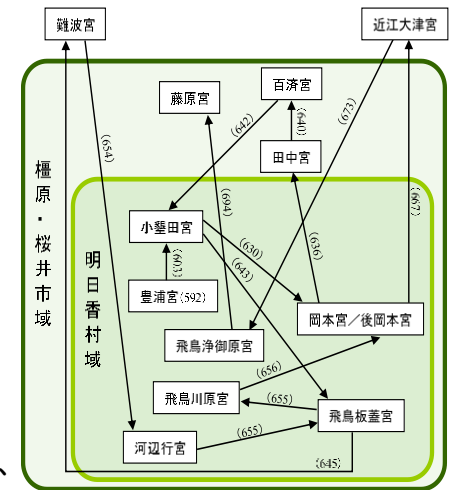 難波宮
近江大津宮
百済宮
藤原宮
(642)
(640)
(673)
(654)
田中宮
橿原・桜井市域
(694)
(667)
小墾田宮
(630)
(636)
明日香村域
(603)
(643)
豊浦宮(592)
岡本宮／後岡本宮
飛鳥浄御原宮
(656)
飛鳥川原宮
(655)
飛鳥板蓋宮
(655)
河辺行宮
(645)
、